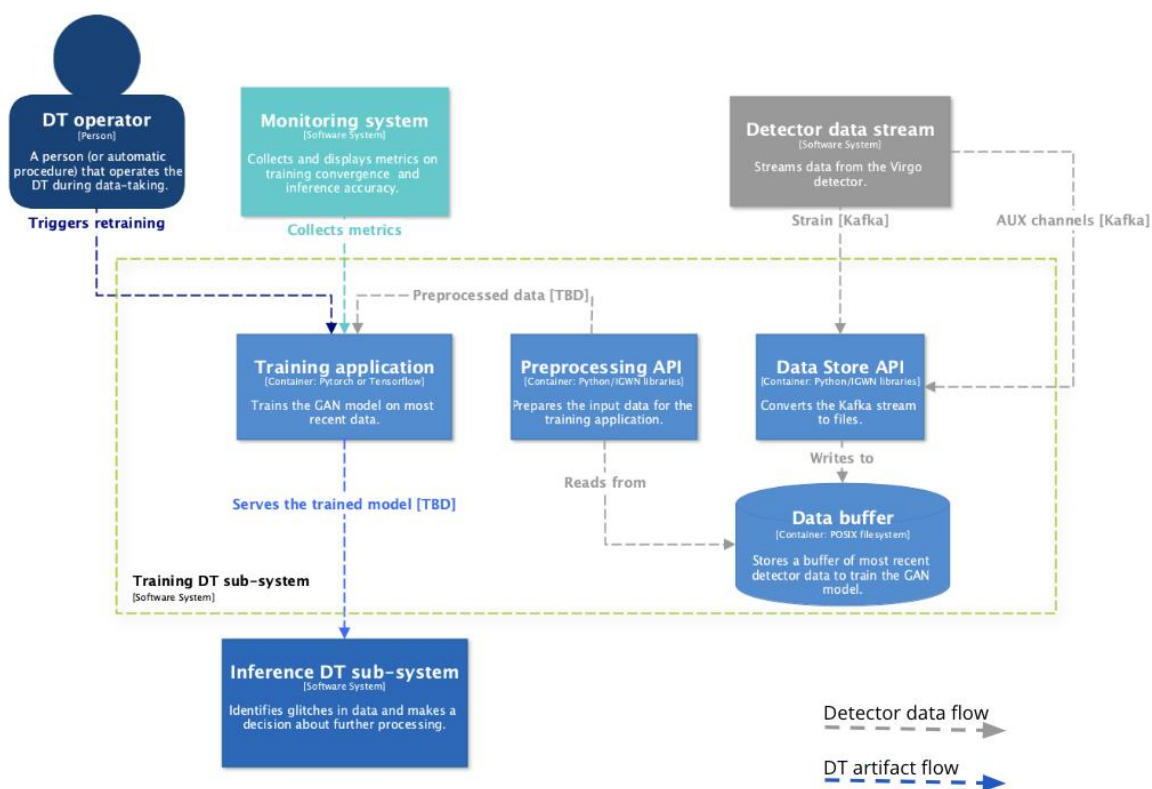 DT operator
[Person]
A person (or automatic
procedure) that operates the
DT during data-taking.
Monitoring system
[Software System]
Collects and displays metrics on
training convergence and
inference accuracy.
Detector data stream
[Software System]
Streams data from the Virgo
detector.
Triggers retraining
Collects metrics
Strain [Kafka]
AUX channels [Kafka]
Preprocessed data [TBD]
Training application
[Container: Pytorch or Tensorflow]
Trains the GAN model on most
recent data.
Preprocessing API
[Container: Python/IGWN libraries]
Prepares the input data for the
training application.
Data Store API
[Container: Python/IGWN libraries]
Converts the Kafka stream
to files.
Writes to
Reads from
Serves the trained model [TBD]
Data buffer
[Container: POSIX filesystem]
Stores a buffer of most recent
detector data to train the GAN
model.
Training DT sub-system
[Software System]
Inference DT sub-system
[Software System]
Identifies glitches in data and makes a
decision about further processing.
Detector data flow
DT artifact flow